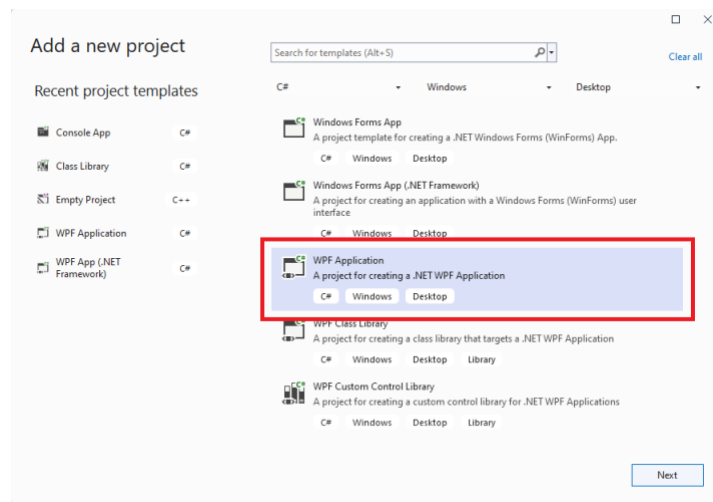 Add a new project
Search for templates (Alt+S)
Clear all
Recent project templates
C#
Windows
Desktop
Console App
C#
Class Library
C#
Empty Project
C++
WPF Application
C#
WPF App (.NET
Framework)
C#
Windows Forms App
A project template for creating a .NET Windows Forms (WinForms) App.
C# Windows Desktop
Windows Forms App (.NET Framework)
A project for creating an application with a Windows Forms (WinForms) user
interface
C# Windows Desktop
WPF Application
A project for creating a .NET WPF Application
C# Windows Desktop
WPF Class Library
A project for creating a class library that targets a .NET WPF Application
C# Windows Desktop Library
WPF Custom Control Library
A project for creating a custom control library for .NET WPF Applications
C# Windows Desktop Library
Next